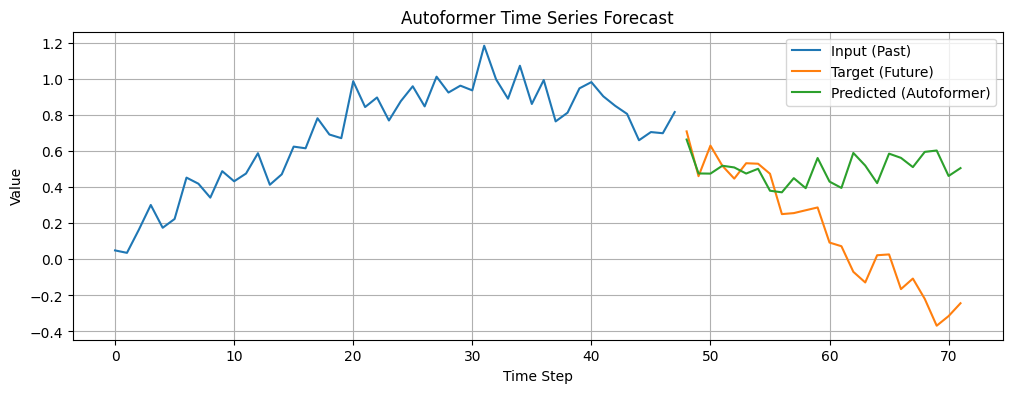 Autoformer Time Series Forecast
Input (Past)
Target (Future)
Predicted (Autoformer)
Value
1.2
1.0
0.8
0.6
0.4
0.2
0.0
−0.2
−0.4
0 10 20 30 40 50 60 70
Time Step